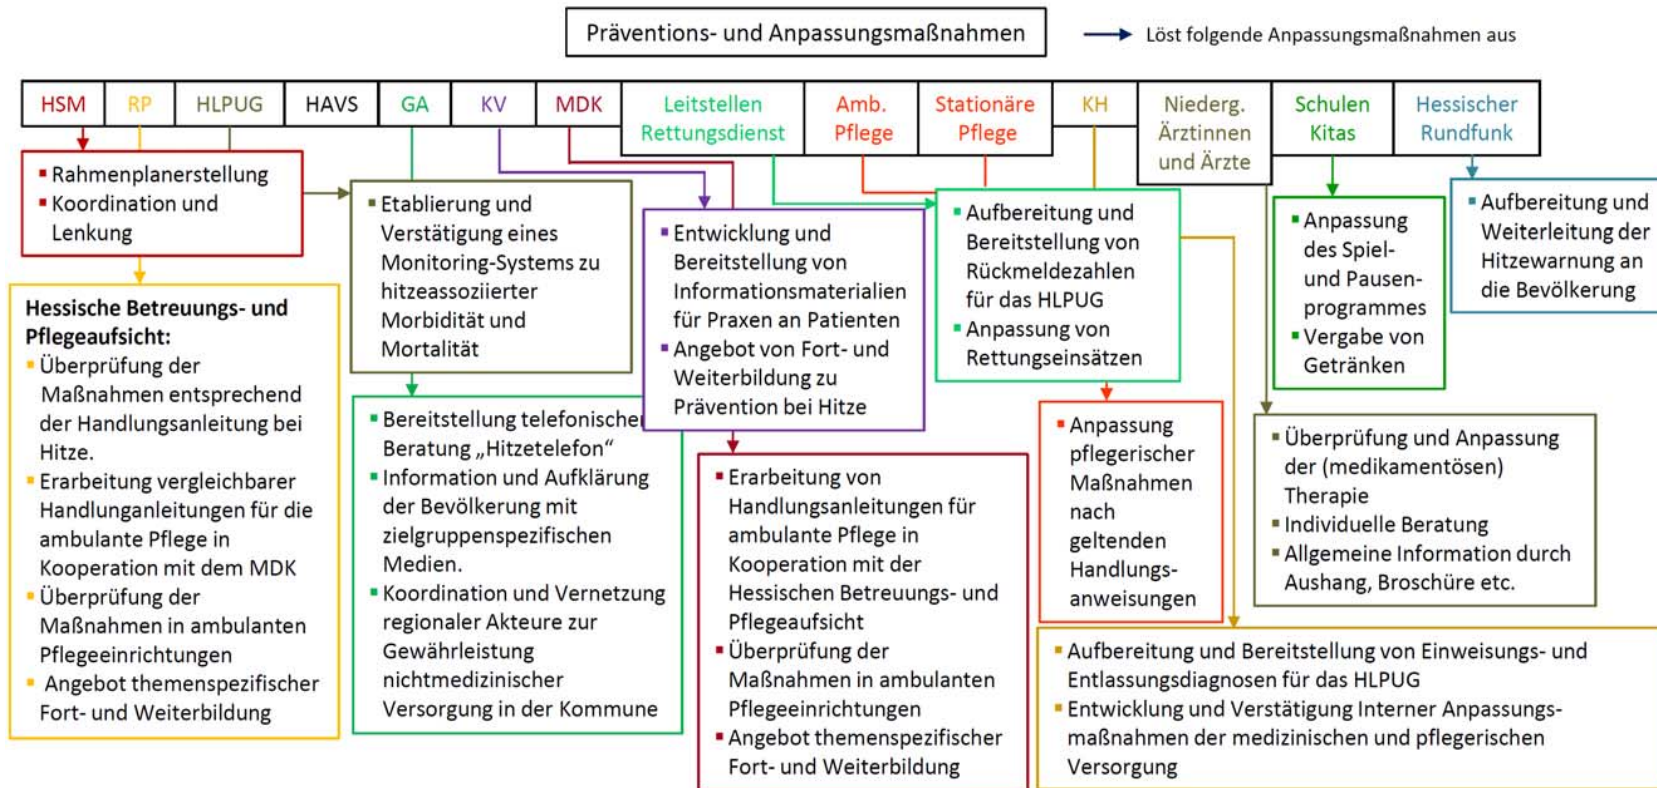 Präventions- und Anpassungsmaßnahmen
Löst folgende Anpassungsmaßnahmen aus
HSM
RP
HLPUG
HAVS
GA
KV
MDK
Leitstellen
Rettungsdienst
Amb.
Pflege
Stationäre
Pflege
KH
Niederg.
Ärztinnen
und Ärzte
Schulen
Kitas
Hessischer
Rundfunk
▪ Rahmenplanerstellung
▪ Koordination und
Lenkung
Hessische Betreuungs- und
Pflegeaufsicht:
▪ Überprüfung der
Maßnahmen entsprechend
der Handlungsanleitung bei
Hitze.
▪ Erarbeitung vergleichbarer
Handlunganleitungen für die
ambulante Pflege in
Kooperation mit dem MDK
▪ Überprüfung der
Maßnahmen in ambulanten
Pflegeeinrichtungen
▪ Angebot themenspezifischer
Fort- und Weiterbildung
▪ Etablierung und
Verstätigung eines
Monitoring-Systems zu
hitzeassoziierter
Morbidität und
Mortalität
▪ Bereitstellung telefonischer
Beratung „Hitzetelefon“
▪ Information und Aufklärung
der Bevölkerung mit
zielgruppenspezifischen
Medien.
▪ Koordination und Vernetzung
regionaler Akteure zur
Gewährleistung
nichtmedizinischer
Versorgung in der Kommune
▪ Entwicklung und
Bereitstellung von
Informationsmaterialien
für Praxen an Patienten
▪ Angebot von Fort- und
Weiterbildung zu
Prävention bei Hitze
▪ Erarbeitung von
Handlungsanleitungen für
ambulante Pflege in
Kooperation mit der
Hessischen Betreuungs- und
Pflegeaufsicht
▪ Überprüfung der
Maßnahmen in ambulanten
Pflegeeinrichtungen
▪ Angebot themenspezifischer
Fort- und Weiterbildung
▪ Aufbereitung und
Bereitstellung von
Rückmeldezahlen
für das HLPUG
▪ Anpassung von
Rettungseinsätzen
▪ Anpassung
pflegerischer
Maßnahmen
nach
geltenden
Handlungs-
anweisungen
▪ Aufbereitung und Bereitstellung von Einweisungs- und
Entlassungsdiagnosen für das HLPUG
▪ Entwicklung und Verstätigung Interner Anpassungs-
maßnahmen der medizinischen und pflegerischen
Versorgung
▪ Überprüfung und Anpassung
der (medikamentösen)
Therapie
▪ Individuelle Beratung
▪ Allgemeine Information durch
Aushang, Broschüre etc.
▪ Anpassung
des Spiel-
und Pausen-
programmes
▪ Vergabe von
Getränken
▪ Aufbereitung und
Weiterleitung der
Hitzewarnung an
die Bevölkerung